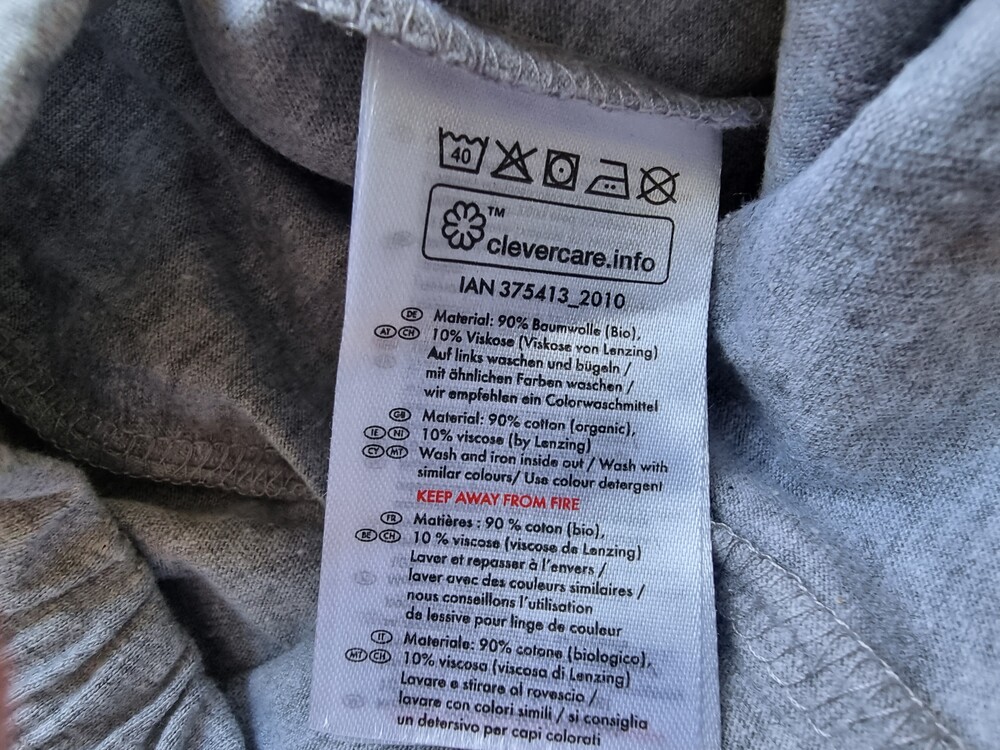 40
™
clevercare.info
IAN 375413_2010
DE Material: 90% Baumwolle (Bio),
AT CH 10% Viskose (Viskose von Lenzing)
Auf links waschen und bügeln /
mit ähnlichen Farben waschen /
wir empfehlen ein Colorwaschmittel
GB Material: 90% cotton (organic),
IE NI 10% viscose (by Lenzing)
CY MT Wash and iron inside out / Wash with
similar colours/ Use colour detergent
KEEP AWAY FROM FIRE
FR Matières : 90 % coton (bio),
BE CH 10 % viscose (viscose de Lenzing)
Laver et repasser à l'envers /
laver avec des couleurs similaires /
nous conseillons l'utilisation
de lessive pour linge de couleur
IT Materiale: 90% cotone (biologico),
MT CH 10% viscosa (viscosa di Lenzing)
Lavare e stirare al rovescio /
lavare con colori simili / si consiglia
un detersivo per capi colorati